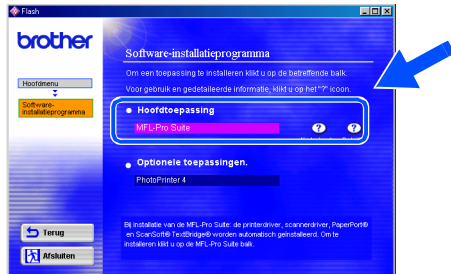 Flash
brother
Software-installatieprogramma
Om een toepassing te installeren klikt u op de betreffende balk.
Voor gebruik en gedetailleerde informatie, klikt u op het "?" icoon.
Hoofdmenu
Software-
installatieprogramma
Hoofdtoepassing
MFL-Pro Suite
? ?
Optionele toepassingen.
PhotoPrinter 4
Bij installatie van de MFL-Pro Suite: de printerdriver, scannerdriver, PaperPort®
en ScanSoft® TextBridge® worden automatisch geïnstalleerd. Om te
installeren klikt u op de MFL-Pro Suite balk.
Terug
Afsluiten